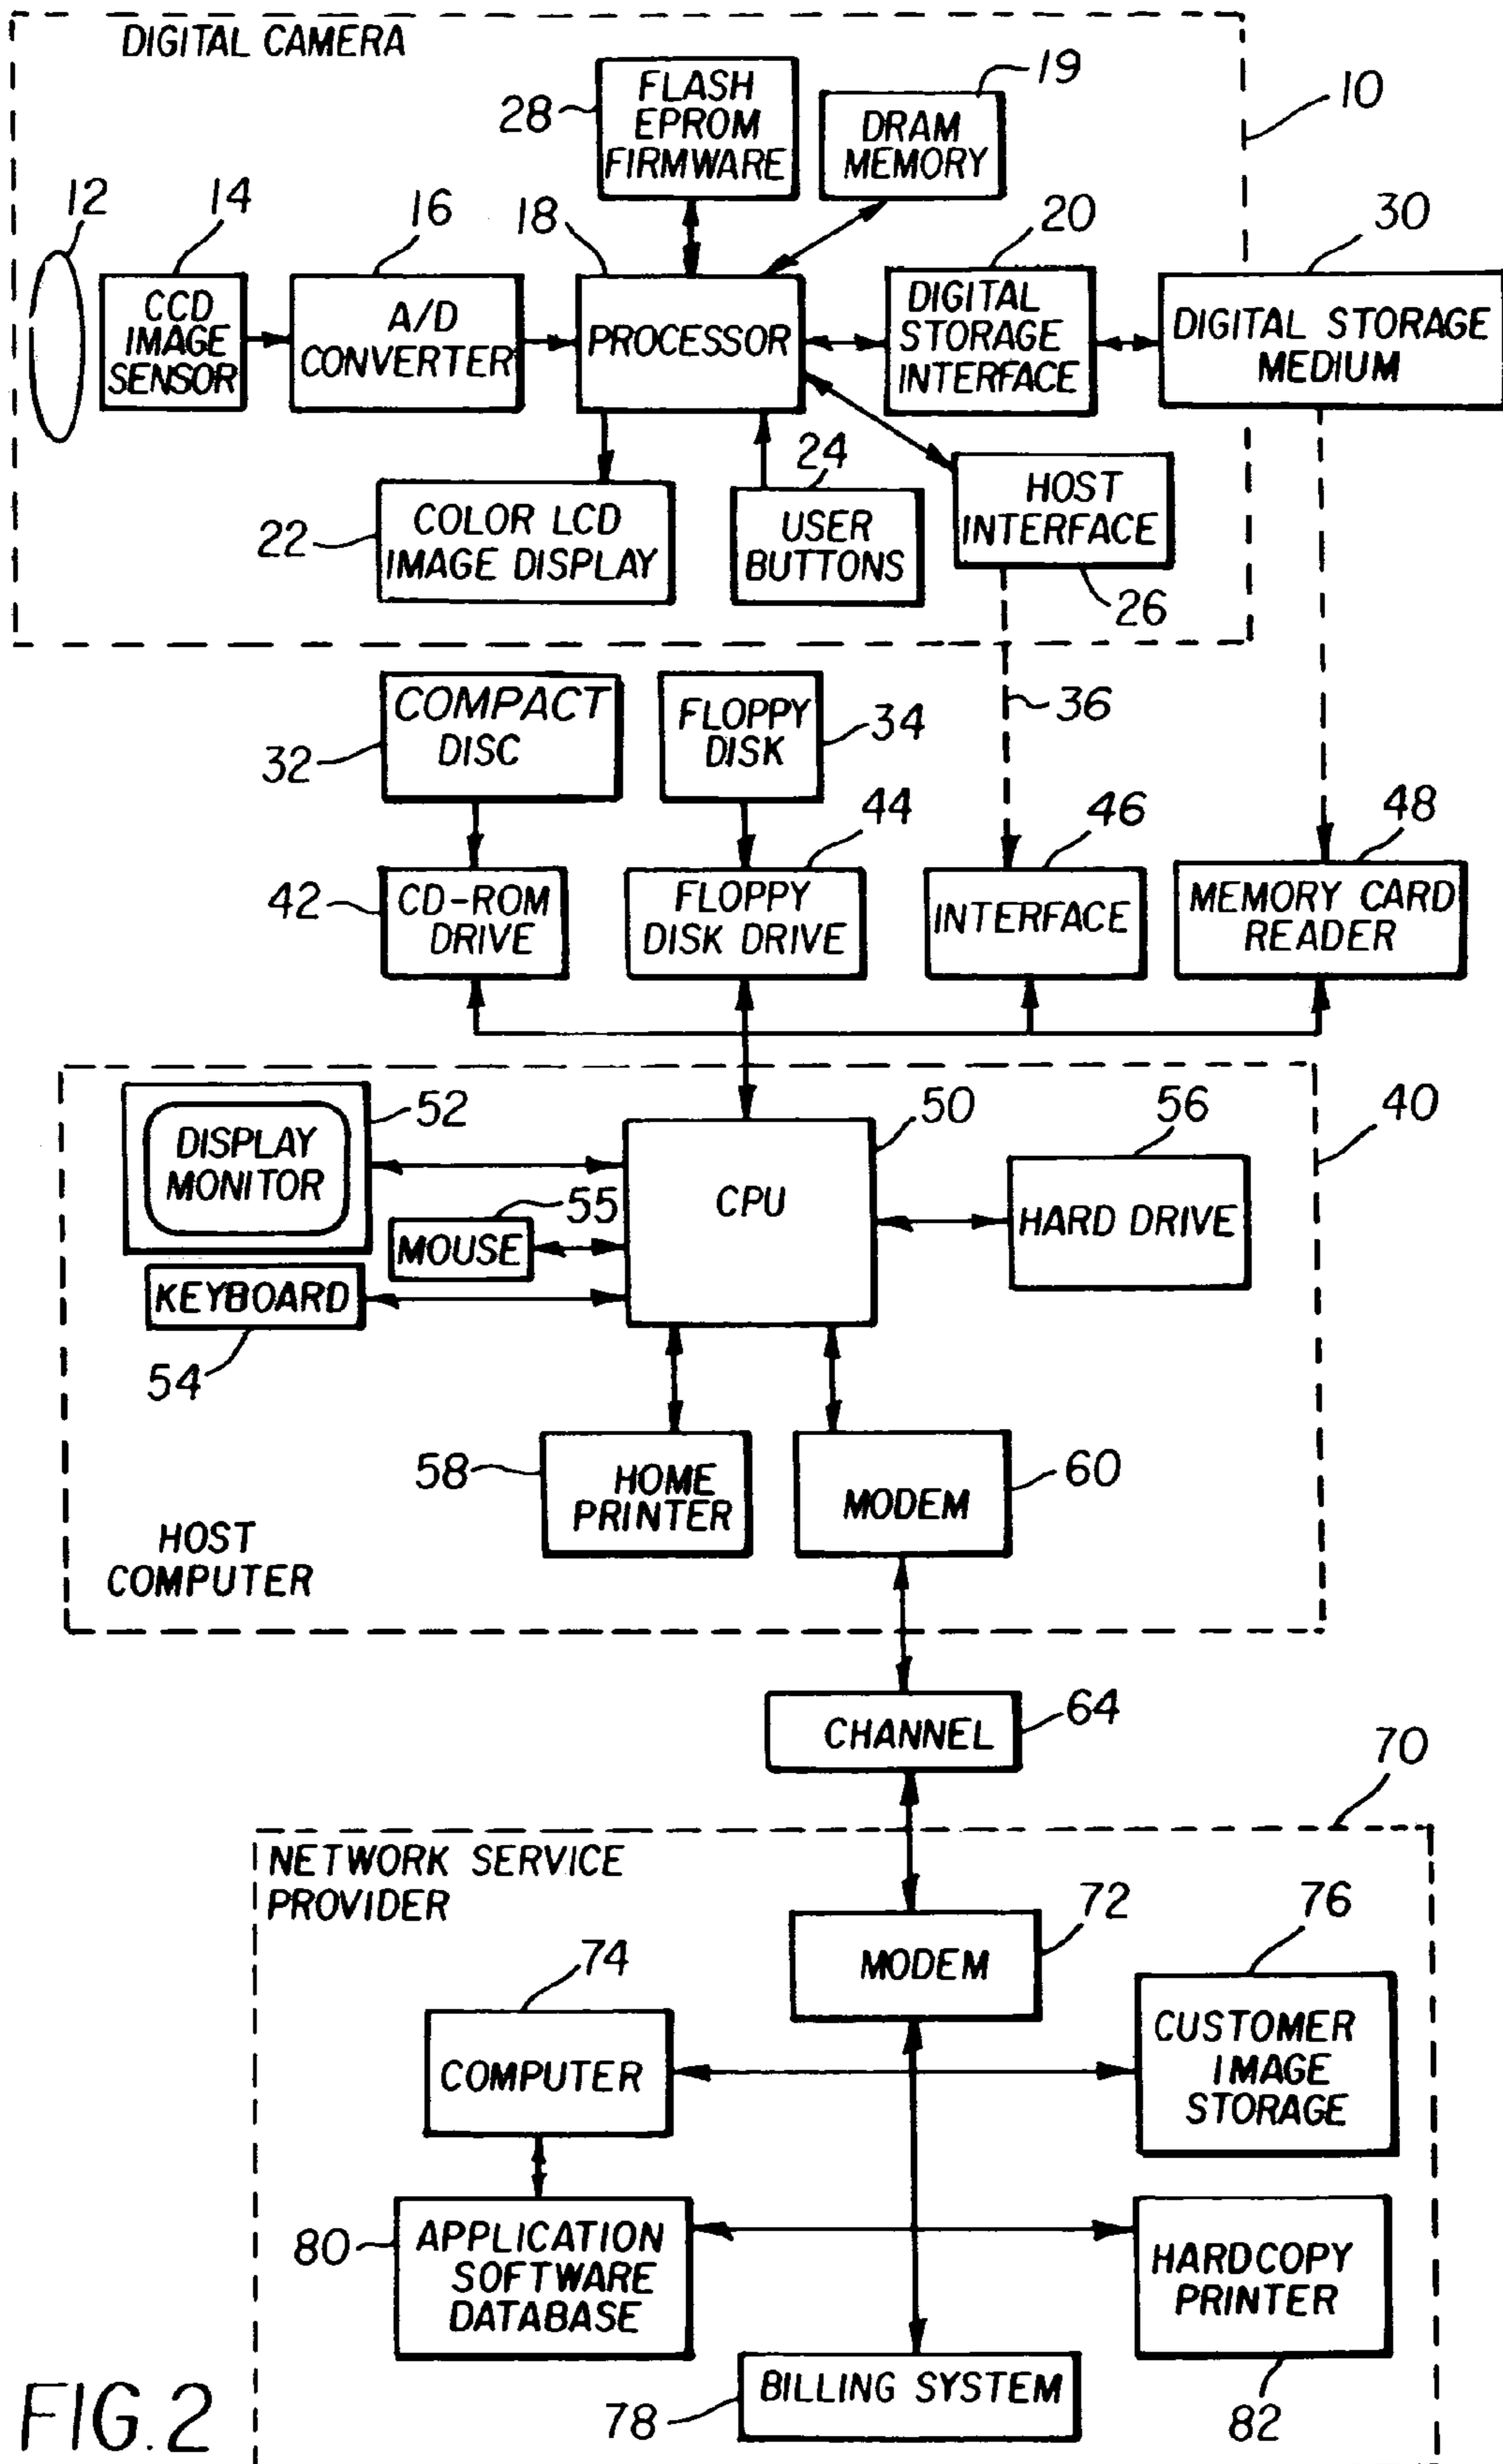 DIGITAL CAMERA
28
FLASH
EPROM
FIRMWARE
19
DRAM
MEMORY
10
12
14
16
18
20
30
CCD
IMAGE
SENSOR
A/D
CONVERTER
PROCESSOR
DIGITAL
STORAGE
INTERFACE
DIGITAL STORAGE
MEDIUM
22
COLOR LCD
IMAGE DISPLAY
24
USER
BUTTONS
HOST
INTERFACE
26
COMPACT
DISC
32
FLOPPY
DISK
34
36
42
CD-ROM
DRIVE
44
FLOPPY
DISK DRIVE
46
INTERFACE
48
MEMORY CARD
READER
DISPLAY
MONITOR
52
50
CPU
56
HARD DRIVE
40
55
MOUSE
KEYBOARD
54
58
HOME
PRINTER
60
MODEM
HOST
COMPUTER
CHANNEL
64
70
NETWORK SERVICE
PROVIDER
72
MODEM
74
COMPUTER
76
CUSTOMER
IMAGE
STORAGE
80
APPLICATION
SOFTWARE
DATABASE
HARDCOPY
PRINTER
82
BILLING SYSTEM
78
FIG.2